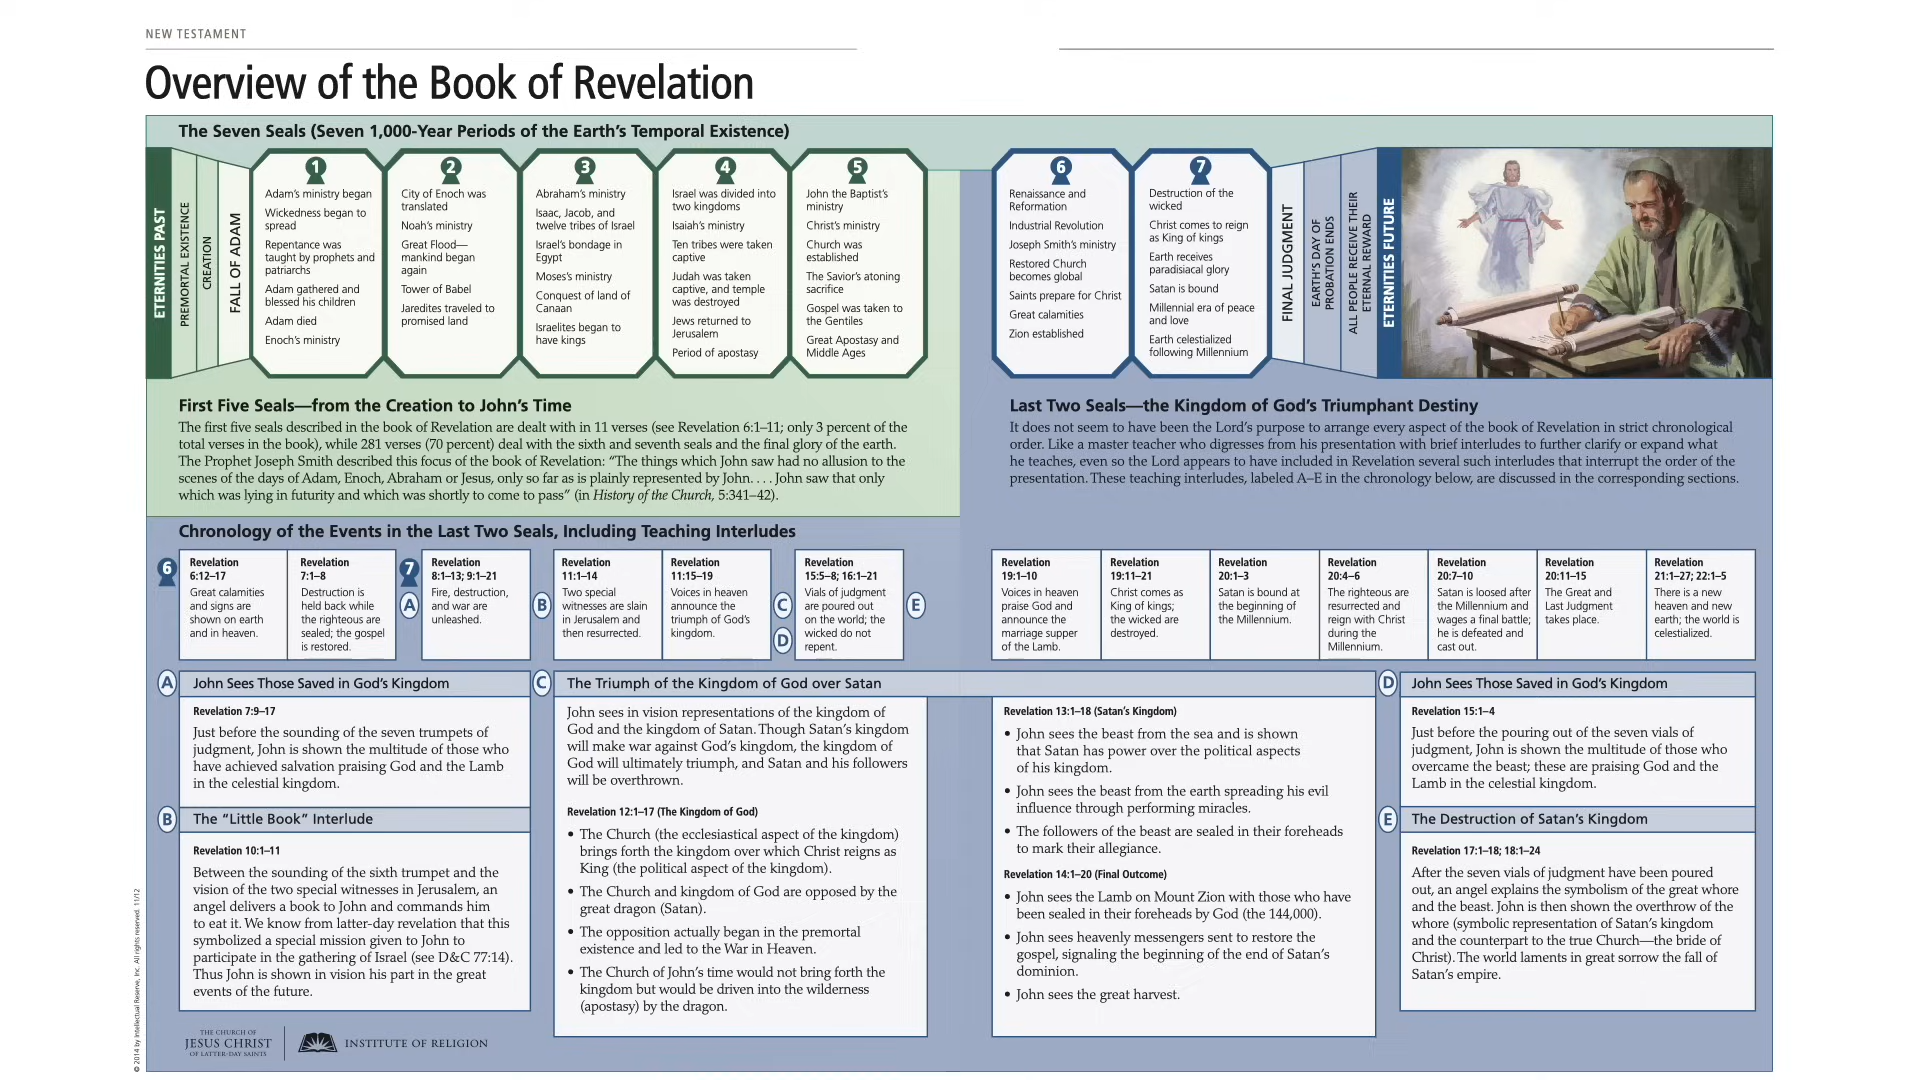 NEW TESTAMENT
Overview of the Book of Revelation
The Seven Seals (Seven 1,000-Year Periods of the Earth's Temporal Existence)
ETERNITIES PAST
PREMORTAL EXISTENCE
CREATION
FALL OF ADAM
1
Adam's ministry began
Wickedness began to
spread
Repentance was
taught by prophets and
patriarchs
Adam gathered and
blessed his children
Adam died
Enoch's ministry
2
City of Enoch was
translated
Noah's ministry
Great Flood—
mankind began
again
Tower of Babel
Jaredites traveled to
promised land
3
Abraham's ministry
Isaac, Jacob, and
twelve tribes of Israel
Israel's bondage in
Egypt
Moses's ministry
Conquest of land of
Canaan
Israelites began to
have kings
4
Israel was divided into
two kingdoms
Isaiah's ministry
Ten tribes were taken
captive
Judah was taken
captive, and temple
was destroyed
Jews returned to
Jerusalem
Period of apostasy
5
John the Baptist's
ministry
Christ's ministry
Church was
established
The Savior's atoning
sacrifice
Gospel was taken to
the Gentiles
Great Apostasy and
Middle Ages
6
Renaissance and
Reformation
Industrial Revolution
Joseph Smith's ministry
Restored Church
becomes global
Saints prepare for Christ
Great calamities
Zion established
7
Destruction of the
wicked
Christ comes to reign
as King of kings
Earth receives
paradisiacal glory
Satan is bound
Millennial era of peace
and love
Earth celestialized
following Millennium
FINAL JUDGMENT
EARTH'S DAY OF
PROBATION ENDS
ALL PEOPLE RECEIVE THEIR
ETERNAL REWARD
ETERNITIES FUTURE
First Five Seals—from the Creation to John's Time
The first five seals described in the book of Revelation are dealt with in 11 verses (see Revelation 6:1–11; only 3 percent of the
total verses in the book), while 281 verses (70 percent) deal with the sixth and seventh seals and the final glory of the earth.
The Prophet Joseph Smith described this focus of the book of Revelation: “The things which John saw had no allusion to the
scenes of the days of Adam, Enoch, Abraham or Jesus, only so far as is plainly represented by John. . . . John saw that only
which was lying in futurity and which was shortly to come to pass” (in History of the Church, 5:341–42).
Last Two Seals—the Kingdom of God's Triumphant Destiny
It does not seem to have been the Lord's purpose to arrange every aspect of the book of Revelation in strict chronological
order. Like a master teacher who digresses from his presentation with brief interludes to further clarify or expand what
he teaches, even so the Lord appears to have included in Revelation several such interludes that interrupt the order of the
presentation. These teaching interludes, labeled A–E in the chronology below, are discussed in the corresponding sections.
Chronology of the Events in the Last Two Seals, Including Teaching Interludes
6
Revelation
6:12–17
Great calamities
and signs are
shown on earth
and in heaven.
Revelation
7:1–8
Destruction is
held back while
the righteous are
sealed; the gospel
is restored.
7
A
Revelation
8:1–13; 9:1–21
Fire, destruction,
and war are
unleashed.
B
Revelation
11:1–14
Two special
witnesses are slain
in Jerusalem and
then resurrected.
Revelation
11:15–19
Voices in heaven
announce the
triumph of God's
kingdom.
C
D
Revelation
15:5–8; 16:1–21
Vials of judgment
are poured out
on the world; the
wicked do not
repent.
E
Revelation
19:1–10
Voices in heaven
praise God and
announce the
marriage supper
of the Lamb.
Revelation
19:11–21
Christ comes as
King of kings;
the wicked are
destroyed.
Revelation
20:1–3
Satan is bound at
the beginning of
the Millennium.
Revelation
20:4–6
The righteous are
resurrected and
reign with Christ
during the
Millennium.
Revelation
20:7–10
Satan is loosed after
the Millennium and
wages a final battle;
he is defeated and
cast out.
Revelation
20:11–15
The Great and
Last Judgment
takes place.
Revelation
21:1–27; 22:1–5
There is a new
heaven and new
earth; the world is
celestialized.
A
John Sees Those Saved in God's Kingdom
Revelation 7:9–17
Just before the sounding of the seven trumpets of
judgment, John is shown the multitude of those who
have achieved salvation praising God and the Lamb
in the celestial kingdom.
B
The “Little Book” Interlude
Revelation 10:1–11
Between the sounding of the sixth trumpet and the
vision of the two special witnesses in Jerusalem, an
angel delivers a book to John and commands him
to eat it. We know from latter-day revelation that this
symbolized a special mission given to John to
participate in the gathering of Israel (see D&C 77:14).
Thus John is shown in vision his part in the great
events of the future.
C
The Triumph of the Kingdom of God over Satan
John sees in vision representations of the kingdom of
God and the kingdom of Satan. Though Satan's kingdom
will make war against God's kingdom, the kingdom of
God will ultimately triumph, and Satan and his followers
will be overthrown.
Revelation 12:1–17 (The Kingdom of God)
• The Church (the ecclesiastical aspect of the kingdom)
brings forth the kingdom over which Christ reigns as
King (the political aspect of the kingdom).
• The Church and kingdom of God are opposed by the
great dragon (Satan).
• The opposition actually began in the premortal
existence and led to the War in Heaven.
• The Church of John's time would not bring forth the
kingdom but would be driven into the wilderness
(apostasy) by the dragon.
Revelation 13:1–18 (Satan's Kingdom)
• John sees the beast from the sea and is shown
that Satan has power over the political aspects
of his kingdom.
• John sees the beast from the earth spreading his evil
influence through performing miracles.
• The followers of the beast are sealed in their foreheads
to mark their allegiance.
Revelation 14:1–20 (Final Outcome)
• John sees the Lamb on Mount Zion with those who have
been sealed in their foreheads by God (the 144,000).
• John sees heavenly messengers sent to restore the
gospel, signaling the beginning of the end of Satan's
dominion.
• John sees the great harvest.
D
John Sees Those Saved in God's Kingdom
Revelation 15:1–4
Just before the pouring out of the seven vials of
judgment, John is shown the multitude of those who
overcame the beast; these are praising God and the
Lamb in the celestial kingdom.
E
The Destruction of Satan's Kingdom
Revelation 17:1–18; 18:1–24
After the seven vials of judgment have been poured
out, an angel explains the symbolism of the great whore
and the beast. John is then shown the overthrow of the
whore (symbolic representation of Satan's kingdom
and the counterpart to the true Church—the bride of
Christ). The world laments in great sorrow the fall of
Satan's empire.
THE CHURCH OF
JESUS CHRIST
OF LATTER-DAY SAINTS
INSTITUTE OF RELIGION
© 2014 by Intellectual Reserve, Inc. All rights reserved. 11/12